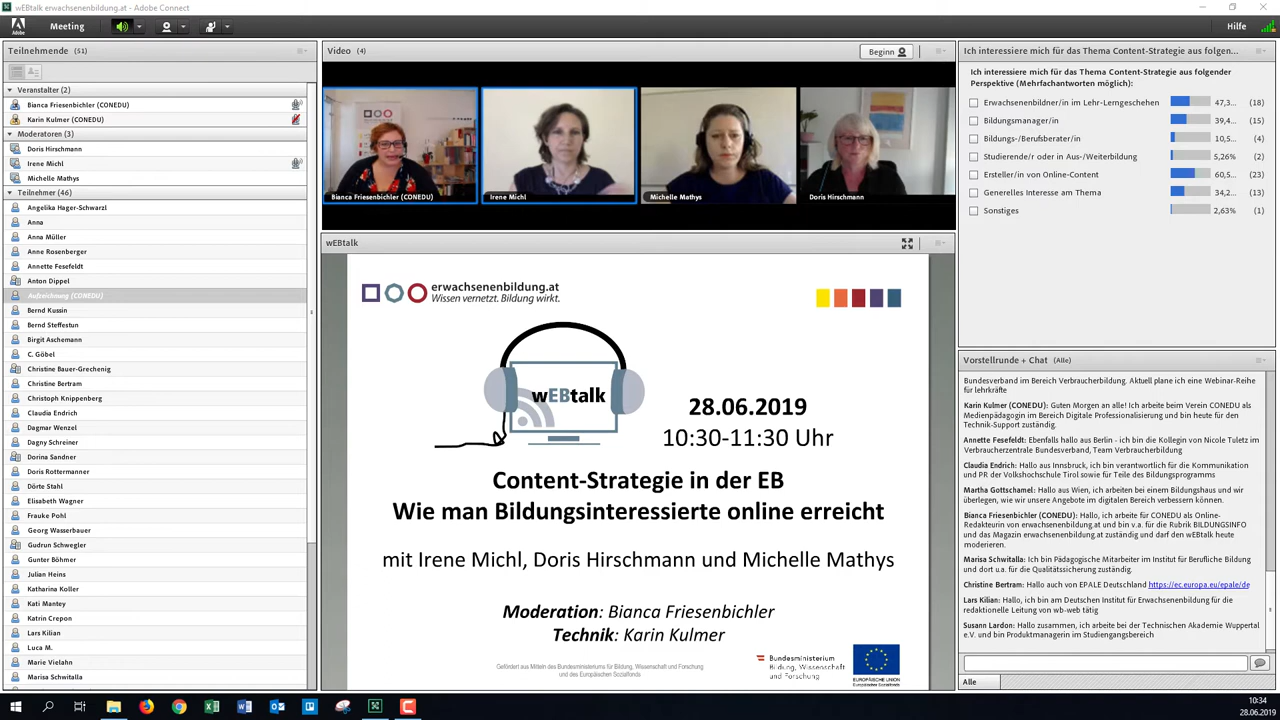 wEBtalk erwachsenenbildung.at - Adobe Connect
Meeting
Hilfe
Teilnehmende (51)
Veranstalter (2)
Bianca Friesenbichler (CONEDU)
Karin Kulmer (CONEDU)
Moderatoren (3)
Doris Hirschmann
Irene Michl
Michelle Mathys
Teilnehmer (46)
Angelika Hager-Schwarzl
Anna
Anna Müller
Anne Rosenberger
Annette Fesefeldt
Anton Dippel
Aufzeichnung (CONEDU)
Bernd Kussin
Bernd Steffestun
Birgit Aschemann
C. Göbel
Christine Bauer-Grechenig
Christine Bertram
Christoph Knippenberg
Claudia Endrich
Dagmar Wenzel
Dagny Schreiner
Dorina Sandner
Doris Rottermanner
Dörte Stahl
Elisabeth Wagner
Frauke Pohl
Georg Wasserbauer
Gudrun Schwegler
Gunter Böhmer
Julian Heins
Katharina Koller
Kati Mantey
Katrin Crepon
Lars Kilian
Luca M.
Marie Vielahn
Marisa Schwitalla
Video (4)
Beginn
Bianca Friesenbichler (CONEDU)
Irene Michl
Michelle Mathys
Doris Hirschmann
wEBtalk
erwachsenenbildung.at
Wissen vernetzt. Bildung wirkt.
wEBtalk
28.06.2019
10:30-11:30 Uhr
Content-Strategie in der EB
Wie man Bildungsinteressierte online erreicht
mit Irene Michl, Doris Hirschmann und Michelle Mathys
Moderation: Bianca Friesenbichler
Technik: Karin Kulmer
Gefördert aus Mitteln des Bundesministeriums für Bildung, Wissenschaft und Forschung
und des Europäischen Sozialfonds
Bundesministerium
Bildung, Wissenschaft
und Forschung
EUROPÄISCHE UNION
Europäischer Sozialfonds
Ich interessiere mich für das Thema Content-Strategie aus folgen...
Ich interessiere mich für das Thema Content-Strategie aus folgender
Perspektive (Mehrfachantworten möglich):
Erwachsenenbildner/in im Lehr-Lerngeschehen 47,3... (18)
Bildungsmanager/in 39,4... (15)
Bildungs-/Berufsberater/in 10,5... (4)
Studierende/r oder in Aus-/Weiterbildung 5,26% (2)
Ersteller/in von Online-Content 60,5... (23)
Generelles Interesse am Thema 34,2... (13)
Sonstiges 2,63% (1)
Vorstellrunde + Chat (Alle)
Bundesverband im Bereich Verbraucherbildung. Aktuell plane ich eine Webinar-Reihe
für lehrkräfte
Karin Kulmer (CONEDU): Guten Morgen an alle! Ich arbeite beim Verein CONEDU als
Medienpädagogin im Bereich Digitale Professionalisierung und bin heute für den
Technik-Support zuständig.
Annette Fesefeldt: Ebenfalls hallo aus Berlin - ich bin die Kollegin von Nicole Tuletz im
Verbraucherzentrale Bundesverband, Team Verbraucherbildung
Claudia Endrich: Hallo aus Innsbruck, ich bin verantwortlich für die Kommunikation
und PR der Volkshochschule Tirol sowie für Teile des Bildungsprogramms
Martha Gottschamel: Hallo aus Wien, ich arbeiten bei einem Bildungshaus und wir
überlegen, wie wir unsere Angebote im digitalen Bereich verbessern können.
Bianca Friesenbichler (CONEDU): Hallo, ich arbeite für CONEDU als Online-
Redakteurin von erwachsenenbildung.at und bin v.a. für die Rubrik BILDUNGSINFO
und das Magazin erwachsenenbildung.at zuständig und darf den wEBtalk heute
moderieren.
Marisa Schwitalla: Ich bin Pädagogische Mitarbeiter im Institut für Berufliche Bildung
und dort u.a. für die Qualitätssicherung zuständig.
Christine Bertram: Hallo auch von EPALE Deutschland https://ec.europa.eu/epale/de
Lars Kilian: Hallo, ich bin am Deutschen Institut für Erwachsenenbildung für die
redaktionelle Leitung von wb-web tätig
Susann Lardon: Hallo zusammen, ich arbeite bei der Technischen Akademie Wuppertal
e.V. und bin Produktmanagerin im Studiengangsbereich
Alle
10:34
28.06.2019